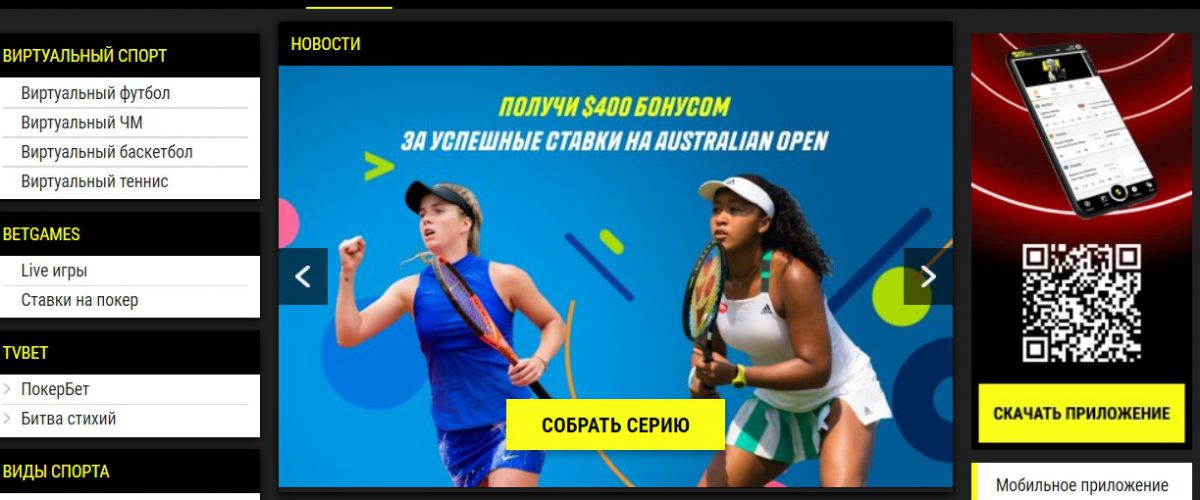 ВИРТУАЛЬНЫЙ СПОРТ
Виртуальный футбол
Виртуальный ЧМ
Виртуальный баскетбол
Виртуальный теннис
BETGAMES
Live игры
Ставки на покер
TVBET
ПокерБет
Битва стихий
ВИДЫ СПОРТА
НОВОСТИ
ПОЛУЧИ $400 БОНУСОМ
ЗА УСПЕШНЫЕ СТАВКИ НА AUSTRALIAN OPEN
СОБРАТЬ СЕРИЮ
СКАЧАТЬ ПРИЛОЖЕНИЕ
Мобильное приложение